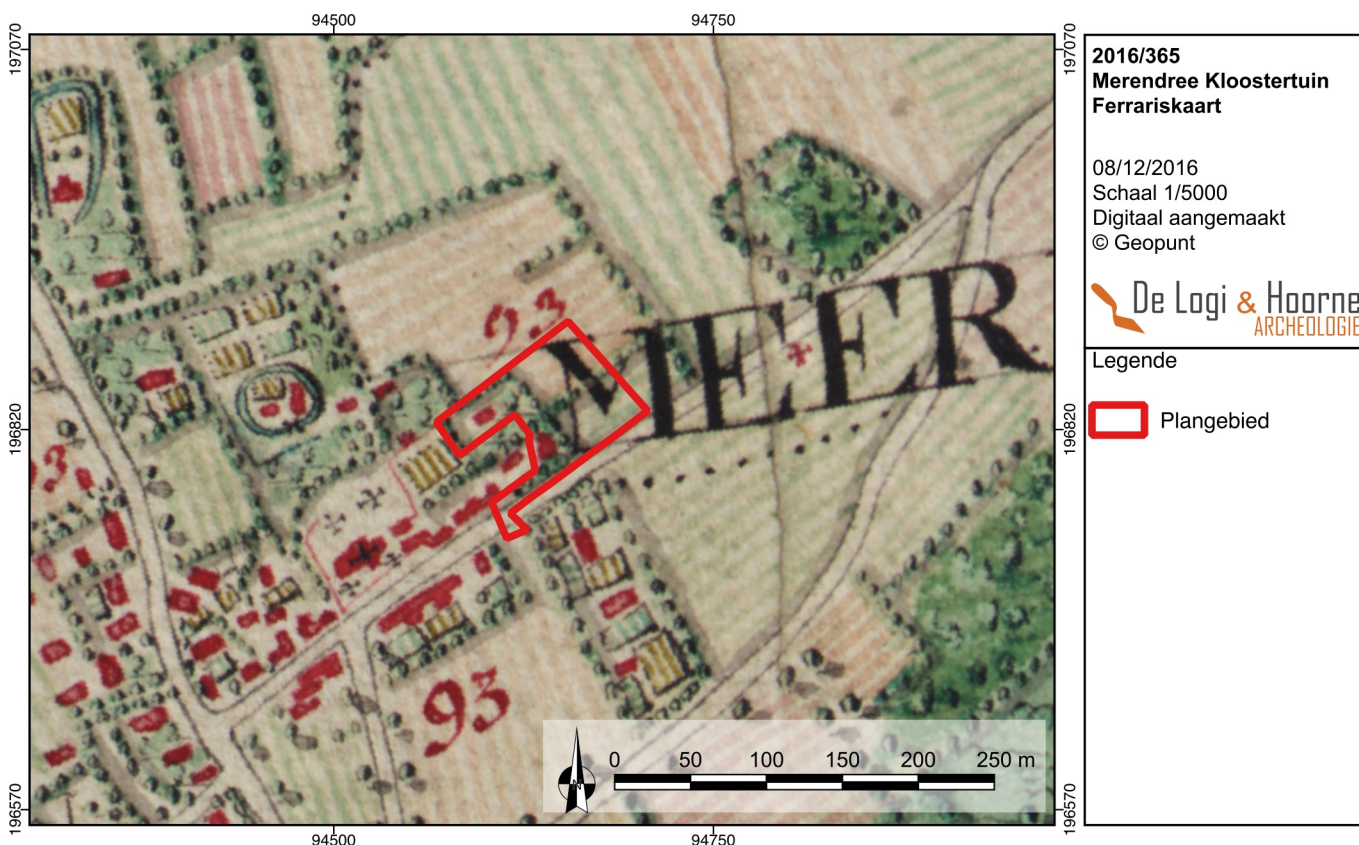 94500
94750
197070
197070
93
MEER
196820
196820
93.
93
0 50 100 150 200 250 m
N
196570
196570
94500
94750
2016/365
Merendree Kloostertuin
Ferrariskaart
08/12/2016
Schaal 1/5000
Digitaal aangemaakt
© Geopunt
De Logi & Hoorne
ARCHEOLOGIE
Legende
Plangebied